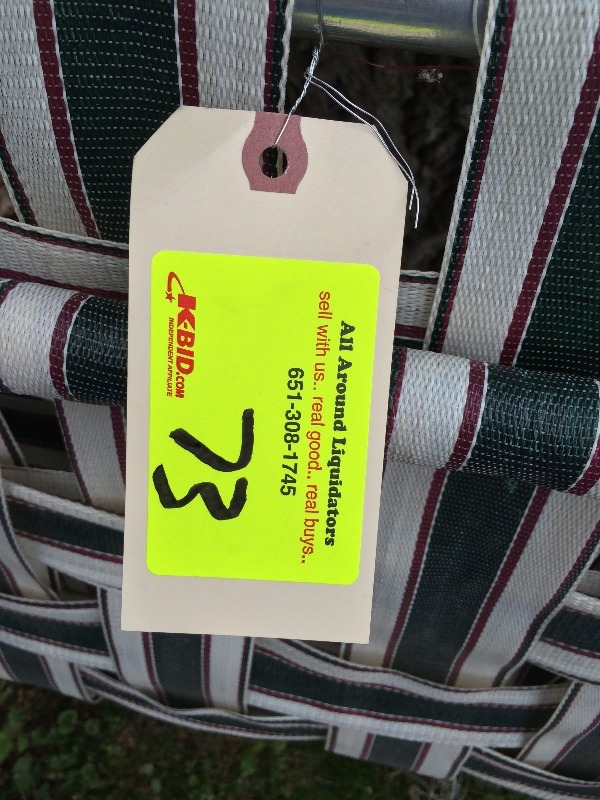 All Around Liquidators
sell with us.. real good.. real buys..
651-308-1745
K-BID.COM
INDEPENDENT AFFILIATE
73